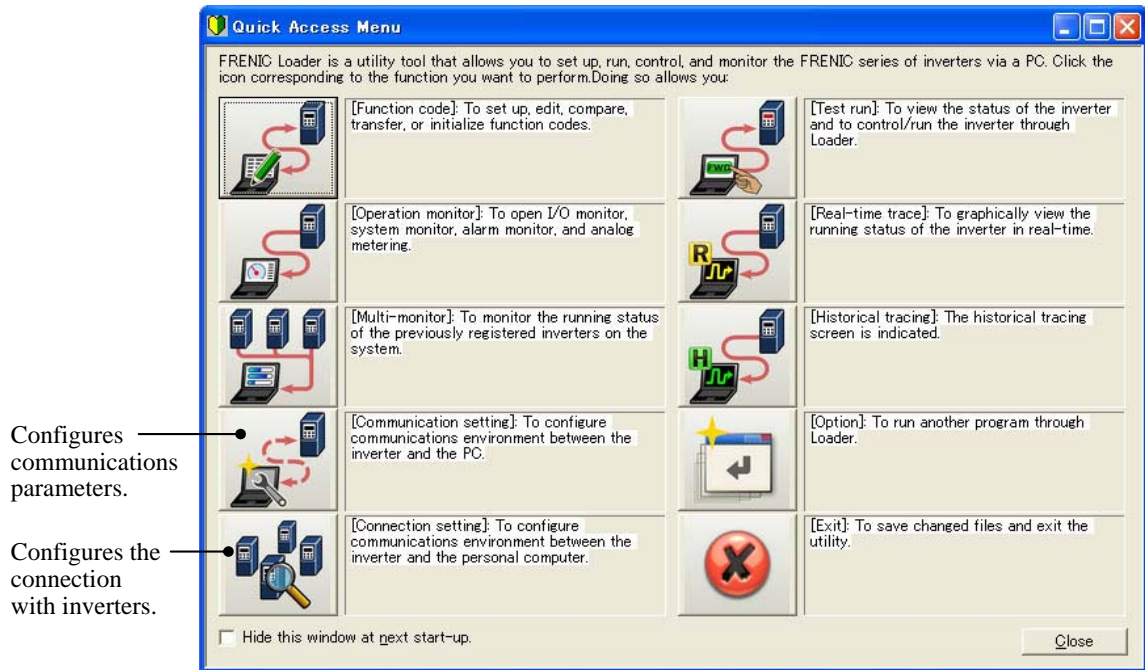 Quick Access Menu
FRENIC Loader is a utility tool that allows you to set up, run, control, and monitor the FRENIC series of inverters via a PC. Click the
icon corresponding to the function you want to perform.Doing so allows you:
[Function code]: To set up, edit, compare,
transfer, or initialize function codes.
[Test run]: To view the status of the inverter
and to control/run the inverter through
Loader.
FWD
[Operation monitor]: To open I/O monitor,
system monitor, alarm monitor, and analog
metering.
[Real-time trace]: To graphically view the
running status of the inverter in real-time.
R
[Multi-monitor]: To monitor the running status
of the previously registered inverters on the
system.
[Historical tracing]: The historical tracing
screen is indicated.
H
Configures
communications
parameters.
[Communication setting]: To configure
communications environment between the
inverter and the PC.
[Option]: To run another program through
Loader.
Configures the
connection
with inverters.
[Connection setting]: To configure
communications environment between the
inverter and the personal computer.
[Exit]: To save changed files and exit the
utility.
Hide this window at next start-up.
Close